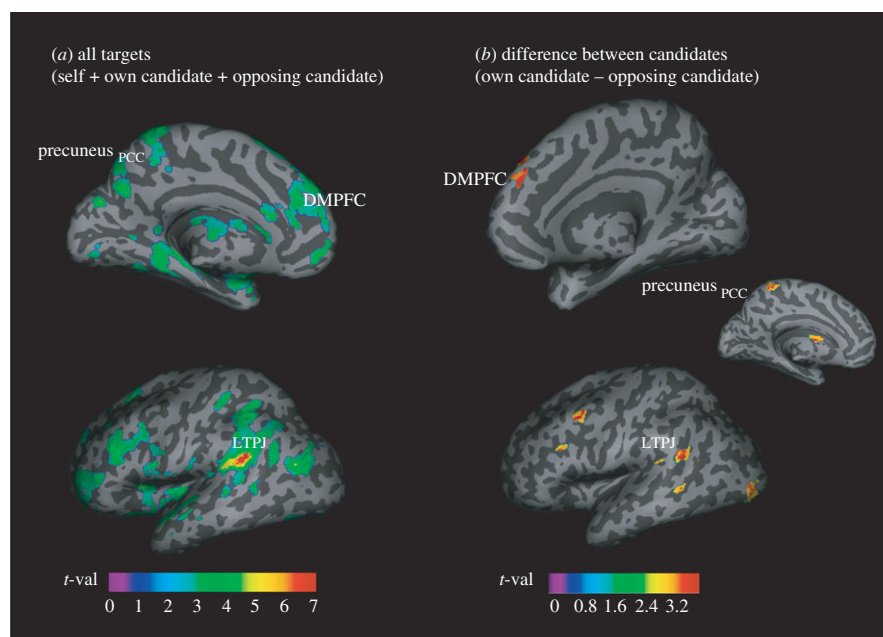 (a) all targets
(self + own candidate + opposing candidate)
precuneus PCC
DMPFC
LTPJ
t-val
0 1 2 3 4 5 6 7
(b) difference between candidates
(own candidate – opposing candidate)
DMPFC
precuneus PCC
LTPJ
t-val
0 0.8 1.6 2.4 3.2